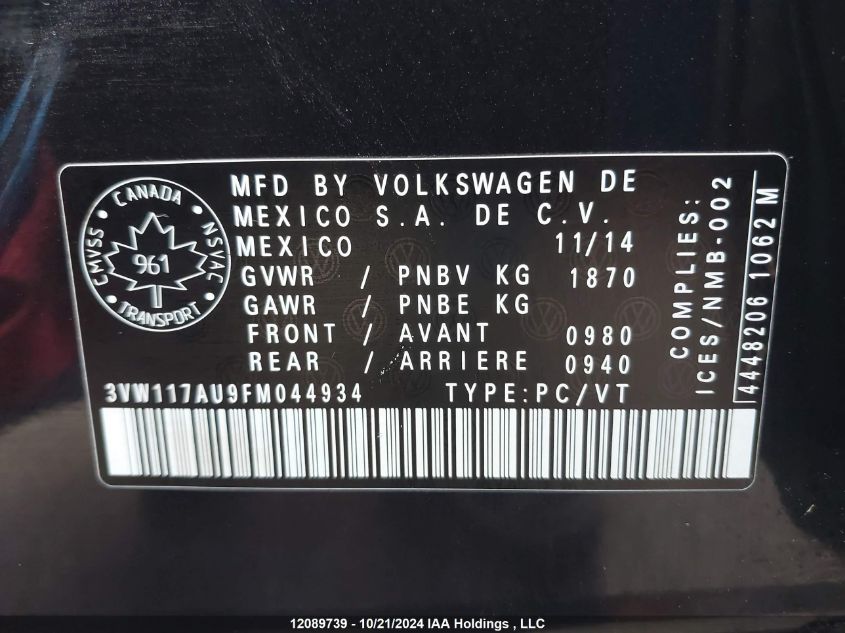 CANADA
CMVSS
NSVAC
961
TRANSPORT
MFD BY VOLKSWAGEN DE
MEXICO S.A. DE C.V.
MEXICO 11/14
GVWR / PNBV KG 1870
GAWR / PNBE KG
FRONT / AVANT 0980
REAR / ARRIERE 0940
3VW117AU9FM044934 TYPE:PC/VT
COMPLIES:
ICES/NMB-002
4448206 1062 M
12089739 - 10/21/2024 IAA Holdings , LLC